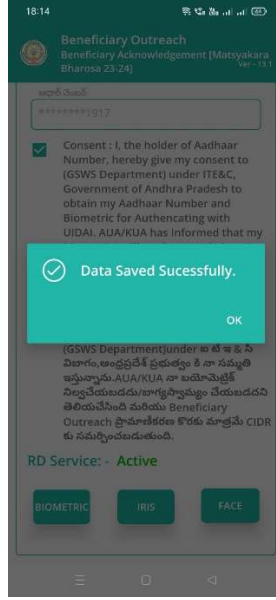 18:14
Beneficiary Outreach
Beneficiary Acknowledgement [Matsyakara
Bharosa 23-24]
Ver - 13.1
ఆధార్ నెంబర్
********1917
Consent : I, the holder of Aadhaar
Number, hereby give my consent to
(GSWS Department) under ITE&C,
Government of Andhra Pradesh to
obtain my Aadhaar Number and
Biometric for Authencating with
UIDAI. AUA/KUA has informed that my
Data Saved Sucessfully.
OK
(GSWS Department)under ఐ టి ఇ & సి
విభాగం,ఆంధ్రప్రదేశ్ ప్రభుత్వం కి నా సమ్మతి
ఇస్తున్నాను.AUA/KUA నా బయోమెట్రిక్
నిల్వచేయబడదు/భాగస్వామ్యం చేయబడదని
తెలియచేసింది మరియు Beneficiary
Outreach ప్రామాణీకరణ కొరకు మాత్రమే CIDR
కు సమర్పించబడుతుంది.
RD Service: - Active
BIOMETRIC
IRIS
FACE